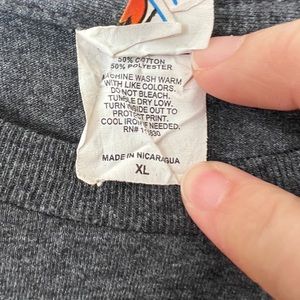 50% COTTON
50% POLYESTER
MACHINE WASH WARM
WITH LIKE COLORS.
DO NOT BLEACH.
TUMBLE DRY LOW.
TURN INSIDE OUT TO
PROTECT PRINT.
COOL IRON IF NEEDED.
RN#
MADE IN NICARAGUA
XL